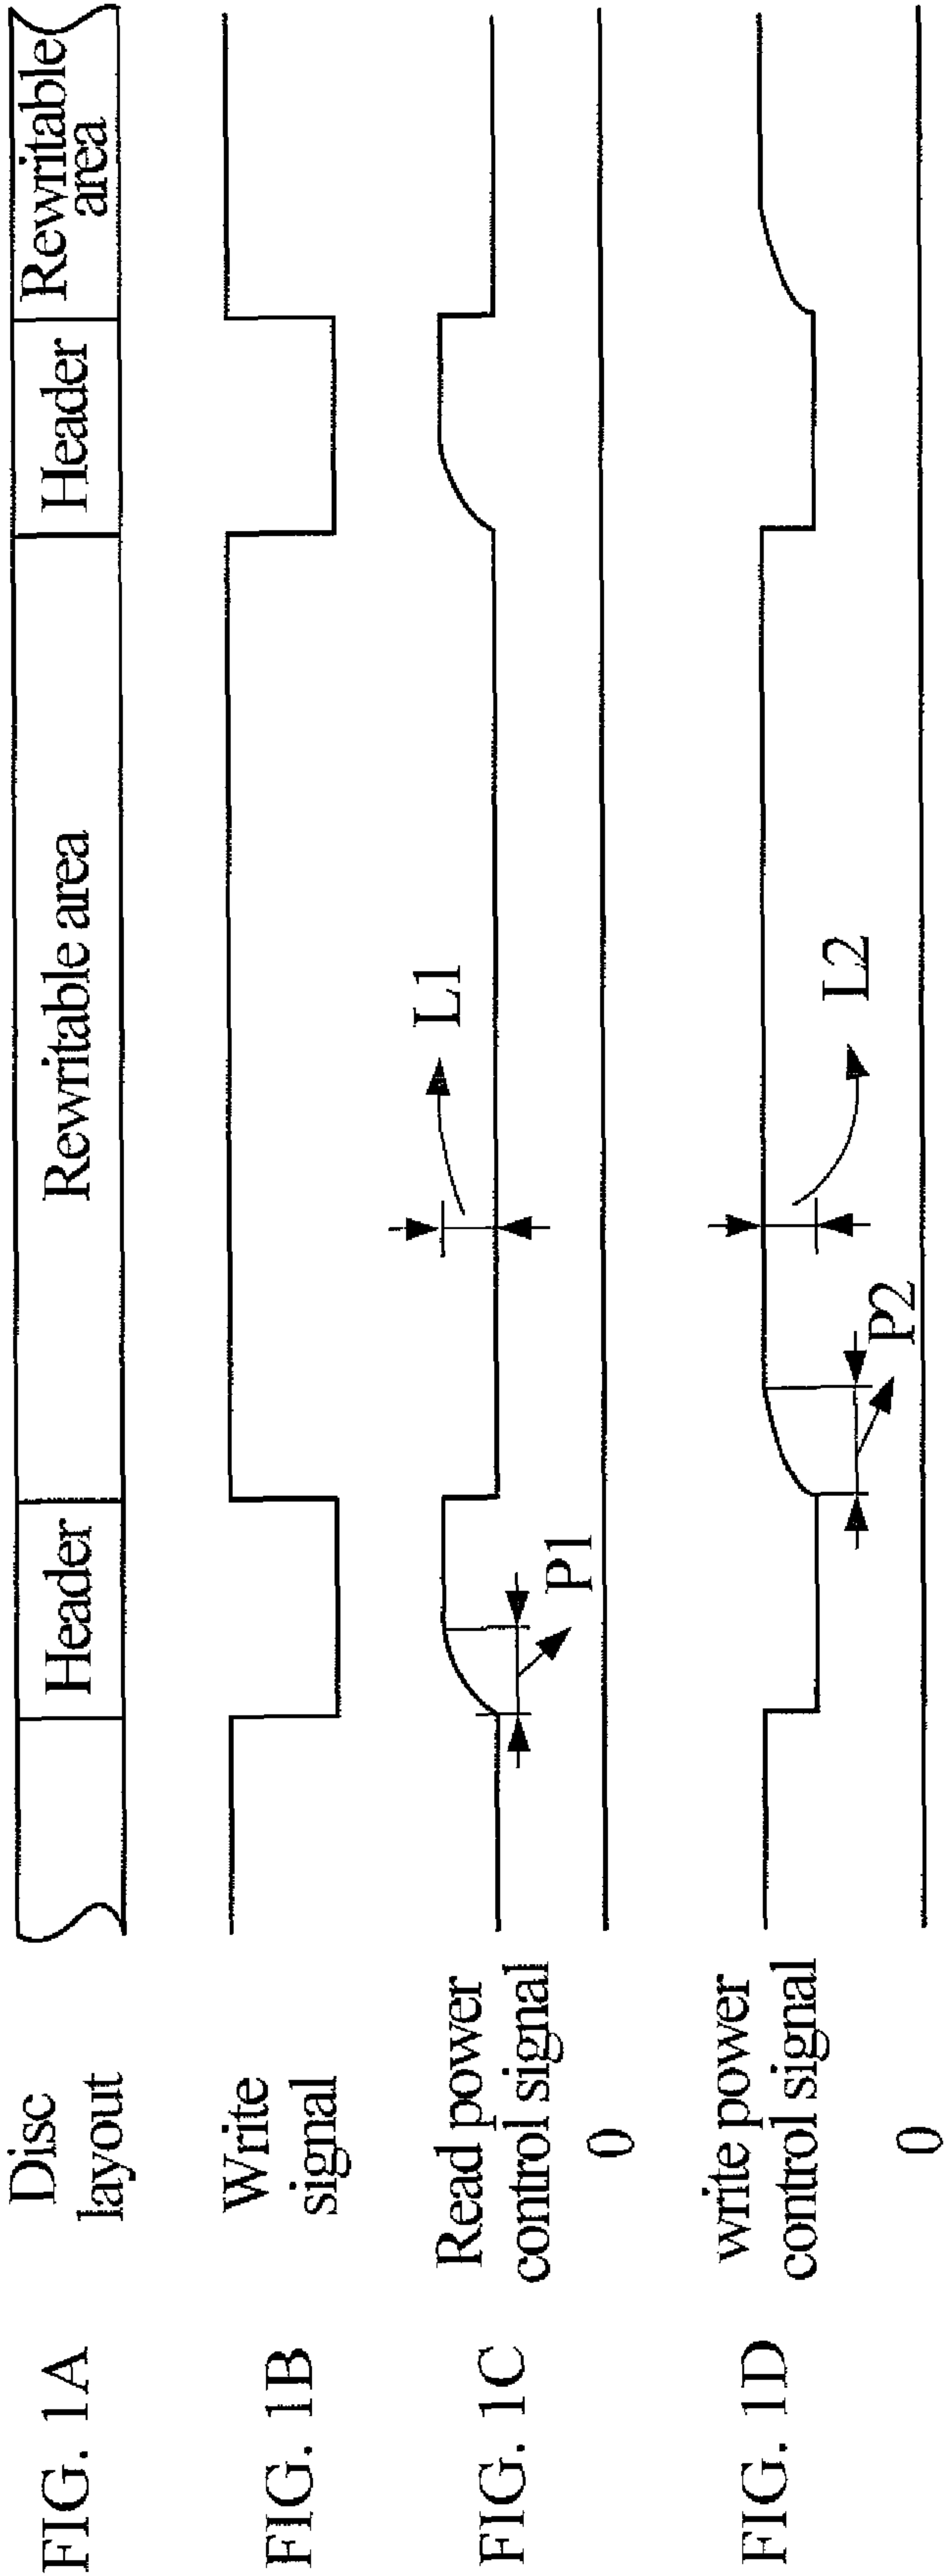 FIG. 1A
Disc
layout
Header
Rewritable area
Header
Rewritable
area
FIG. 1B
Write
signal
FIG. 1C
Read power
control signal
0
P1
L1
FIG. 1D
write power
control signal
0
P2
L2